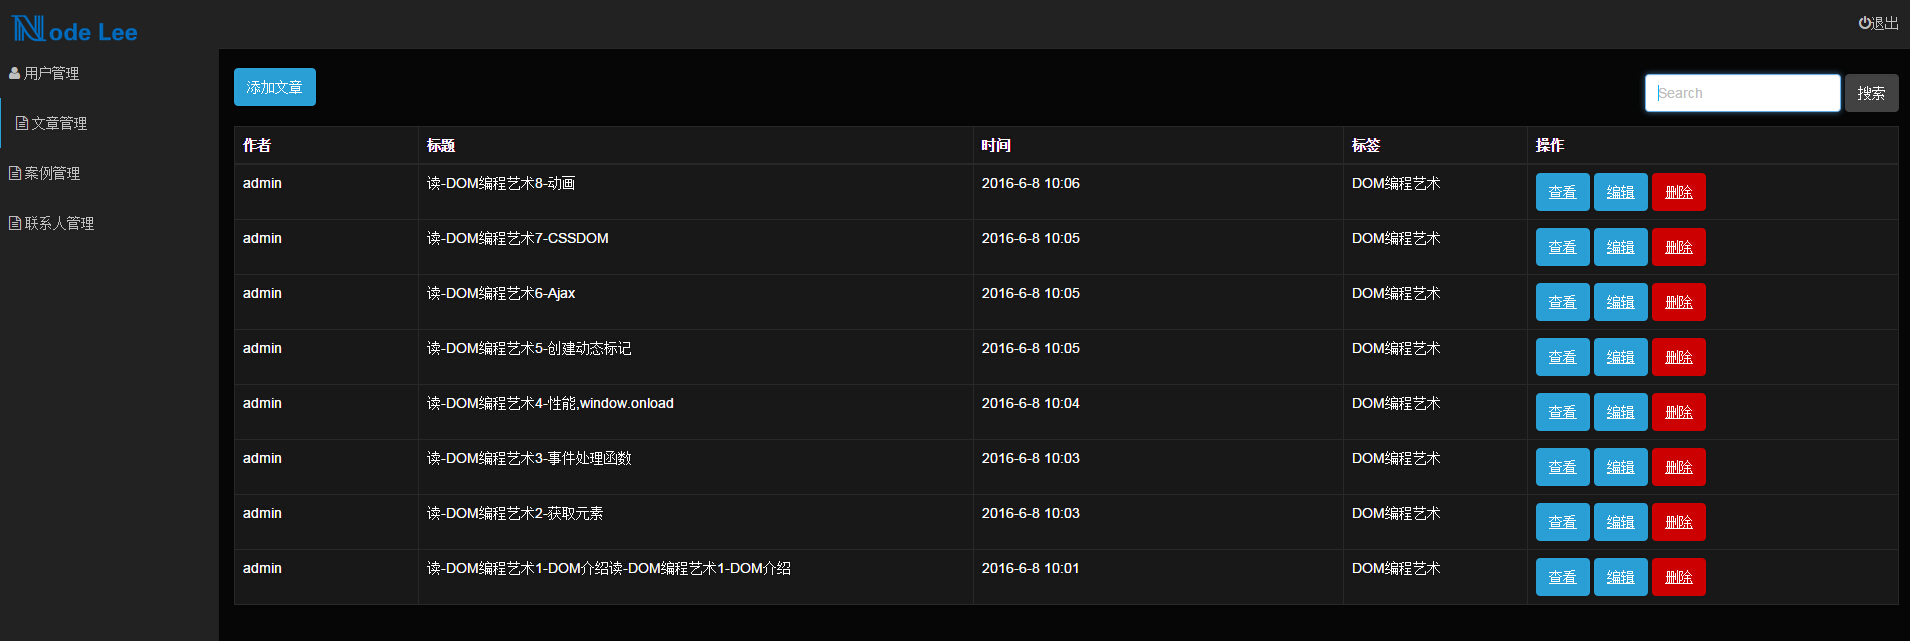 Node Lee
退出
用户管理
文章管理
案例管理
联系人管理
添加文章
Search 搜索
作者 标题 时间 标签 操作
admin 读-DOM编程艺术8-动画 2016-6-8 10:06 DOM编程艺术 查看 编辑 删除
admin 读-DOM编程艺术7-CSSDOM 2016-6-8 10:05 DOM编程艺术 查看 编辑 删除
admin 读-DOM编程艺术6-Ajax 2016-6-8 10:05 DOM编程艺术 查看 编辑 删除
admin 读-DOM编程艺术5-创建动态标记 2016-6-8 10:05 DOM编程艺术 查看 编辑 删除
admin 读-DOM编程艺术4-性能,window.onload 2016-6-8 10:04 DOM编程艺术 查看 编辑 删除
admin 读-DOM编程艺术3-事件处理函数 2016-6-8 10:03 DOM编程艺术 查看 编辑 删除
admin 读-DOM编程艺术2-获取元素 2016-6-8 10:03 DOM编程艺术 查看 编辑 删除
admin 读-DOM编程艺术1-DOM介绍读-DOM编程艺术1-DOM介绍 2016-6-8 10:01 DOM编程艺术 查看 编辑 删除